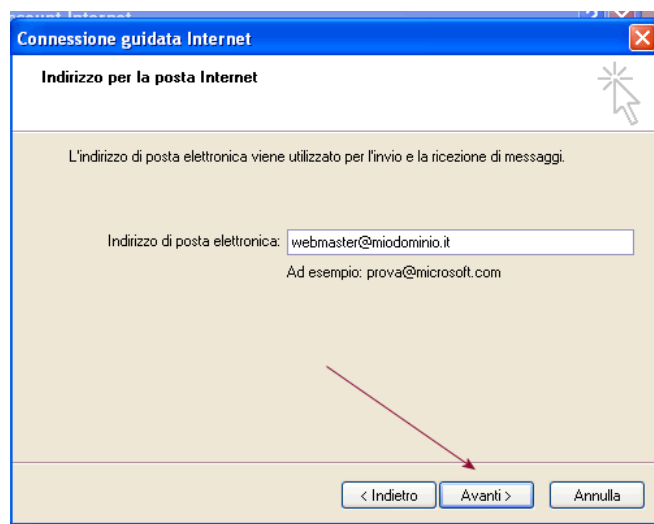 Connessione guidata Internet
Indirizzo per la posta Internet
L'indirizzo di posta elettronica viene utilizzato per l'invio e la ricezione di messaggi.
Indirizzo di posta elettronica: webmaster@miodominio.it
Ad esempio: prova@microsoft.com
< Indietro Avanti > Annulla